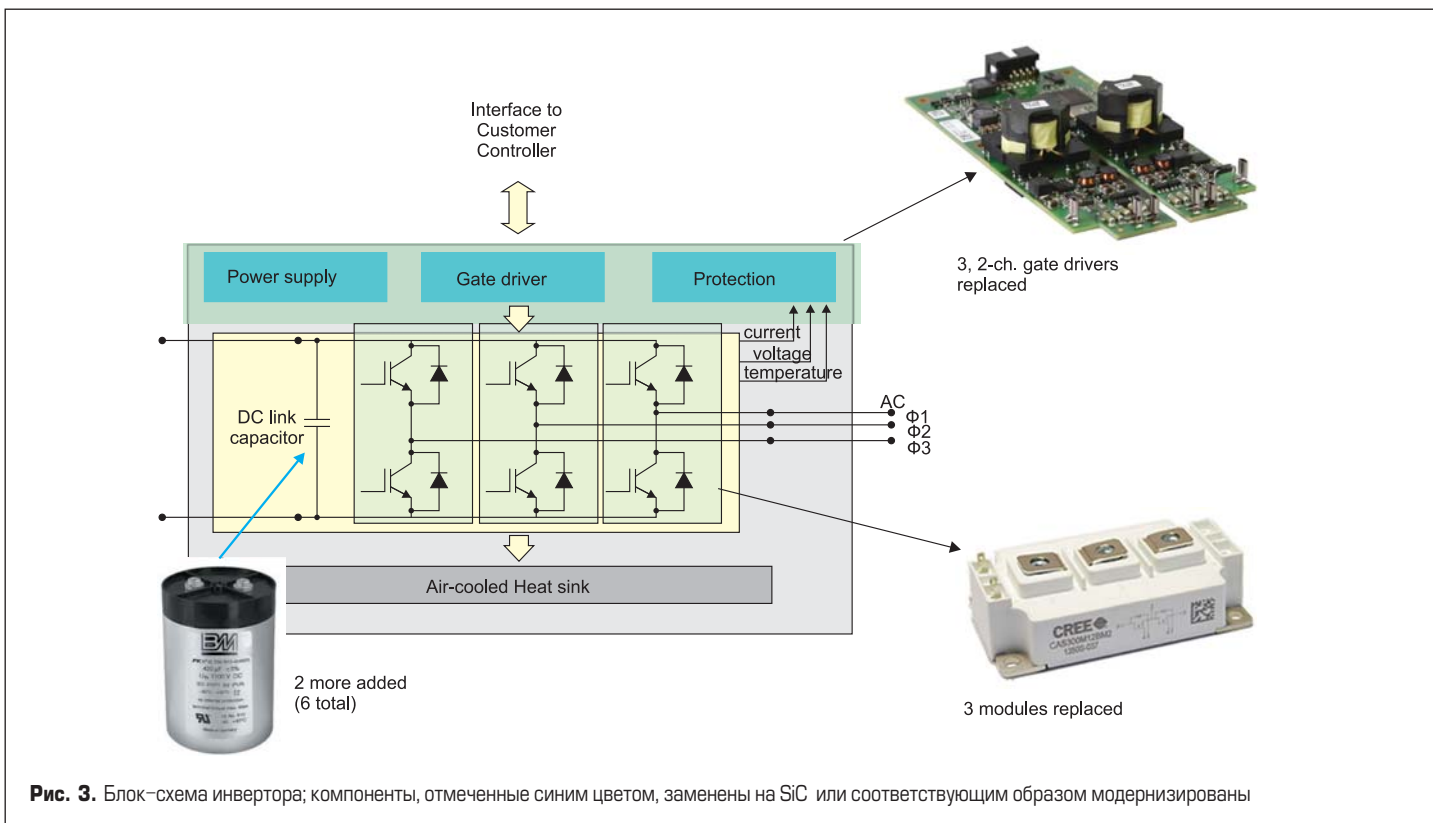 Interface to
Customer
Controller
Power supply
Gate driver
Protection
3, 2-ch. gate drivers
replaced
current
voltage
temperature
DC link
capacitor
AC
Φ1
Φ2
Φ3
Air-cooled Heat sink
2 more added
(6 total)
CREE
CAS300M12BM2
3 modules replaced
Рис. 3. Блок-схема инвертора; компоненты, отмеченные синим цветом, заменены на SiC или соответствующим образом модернизированы